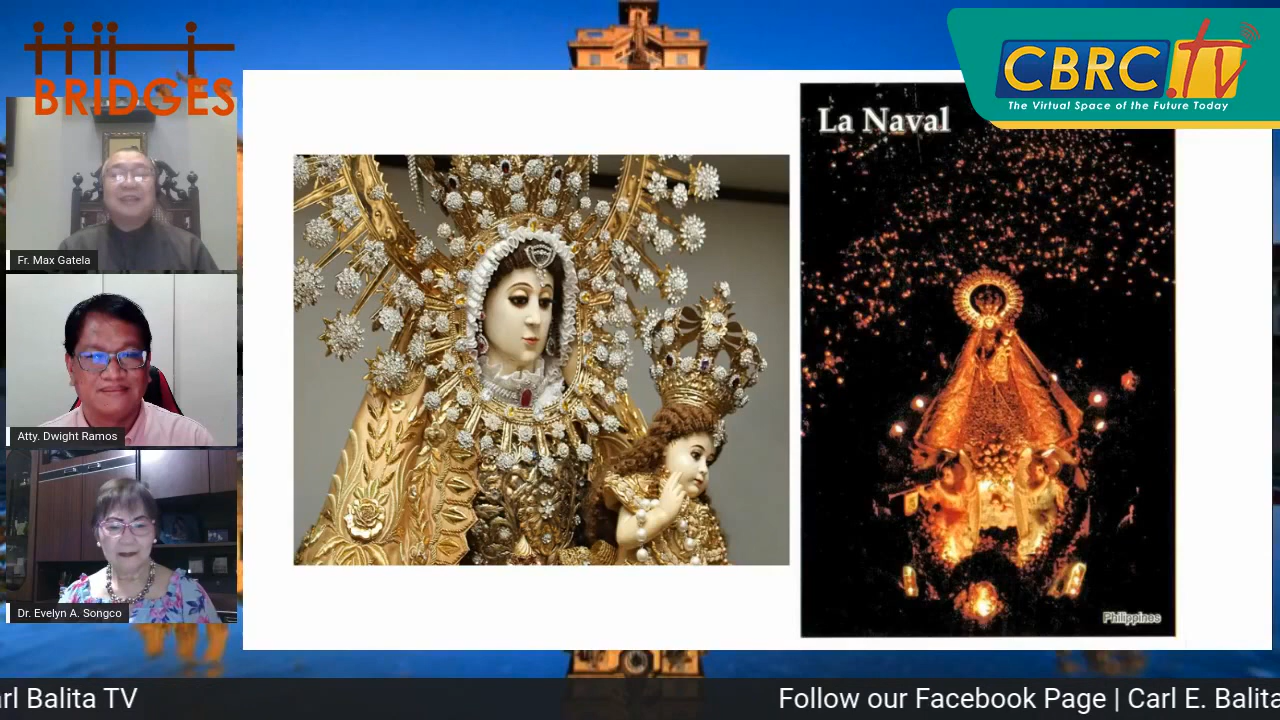 BRIDGES
CBRC.tv
The Virtual Space of the Future Today
La Naval
Fr. Max Gatela
Atty. Dwight Ramos
Dr. Evelyn A. Songco
Philippines
arl Balita TV
Follow our Facebook Page | Carl E. Balita